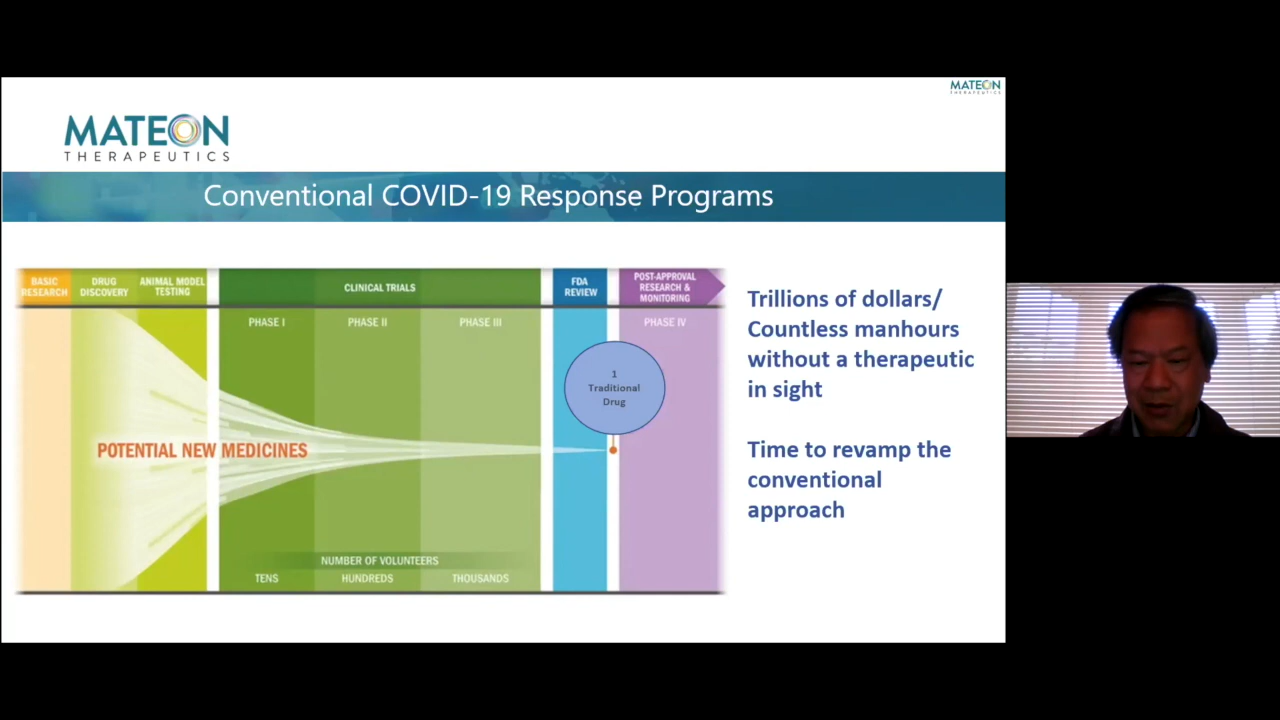 MATEON
THERAPEUTICS
MATEON
THERAPEUTICS
Conventional COVID-19 Response Programs
BASIC
RESEARCH
DRUG
DISCOVERY
ANIMAL MODEL
TESTING
CLINICAL TRIALS
FDA
REVIEW
POST-APPROVAL
RESEARCH &
MONITORING
PHASE I
PHASE II
PHASE III
PHASE IV
1
Traditional
Drug
POTENTIAL NEW MEDICINES
NUMBER OF VOLUNTEERS
TENS
HUNDREDS
THOUSANDS
Trillions of dollars/
Countless manhours
without a therapeutic
in sight
Time to revamp the
conventional
approach